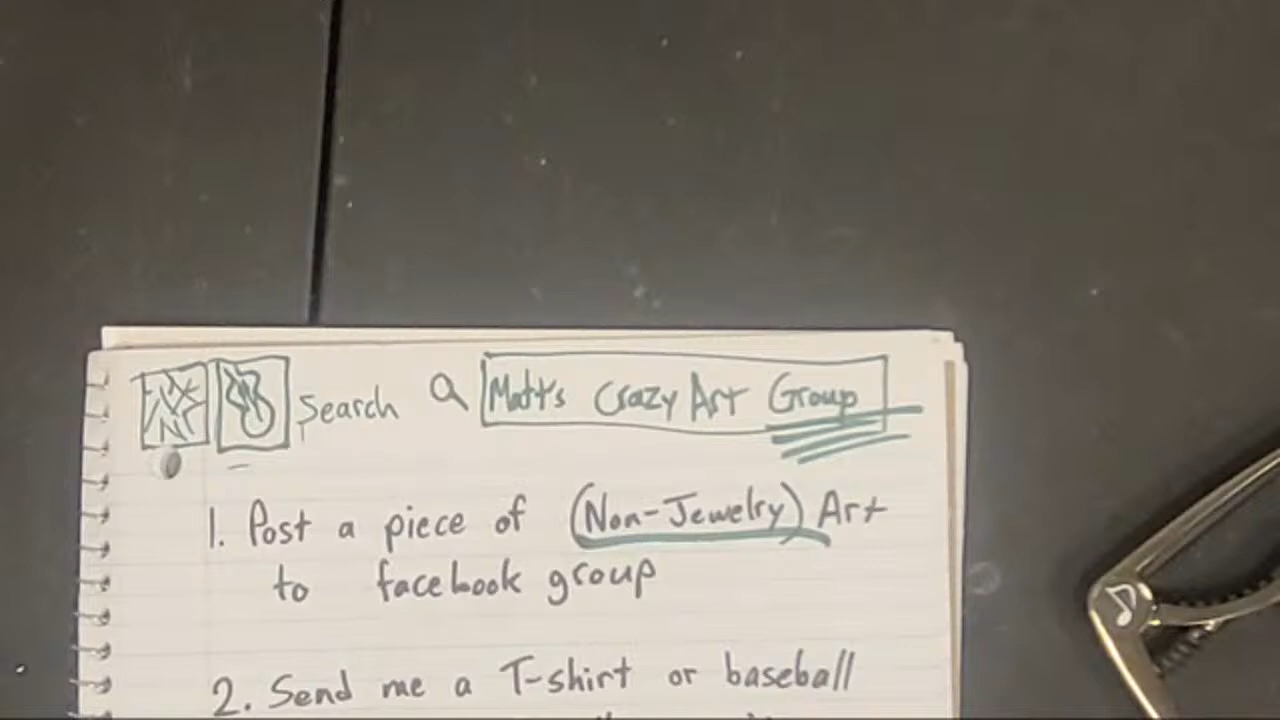 Search Matt's Crazy Art Group
1. Post a piece of (Non-Jewelry) Art
to facebook group
2. Send me a T-shirt or baseball